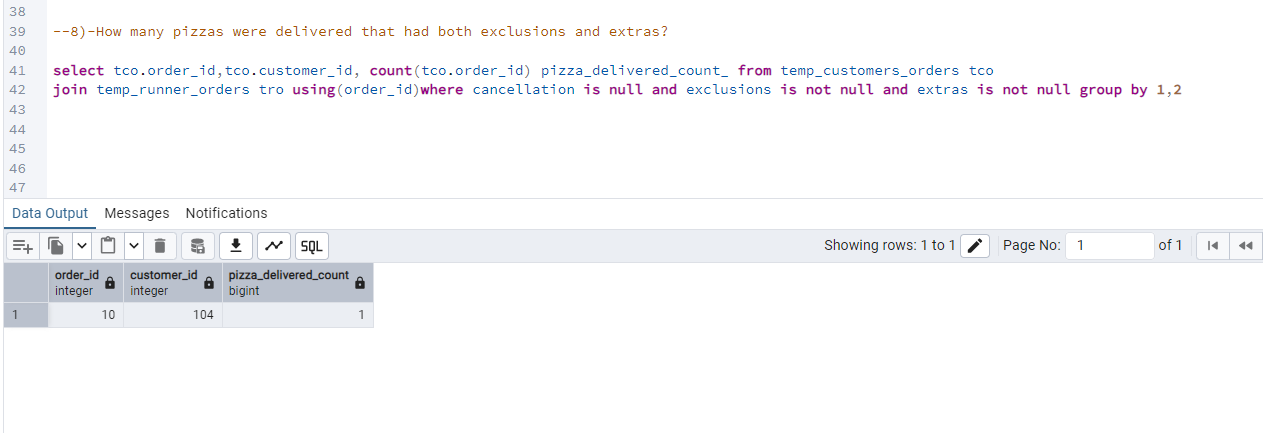 38
39 --8)-How many pizzas were delivered that had both exclusions and extras?
40
41 select tco.order_id,tco.customer_id, count(tco.order_id) pizza_delivered_count_ from temp_customers_orders tco
42 join temp_runner_orders tro using(order_id)where cancellation is null and exclusions is not null and extras is not null group by 1,2
43
44
45
46
47
Data Output Messages Notifications
SQL Showing rows: 1 to 1 Page No: 1 of 1
order_id customer_id pizza_delivered_count
integer integer bigint
1 10 104 1